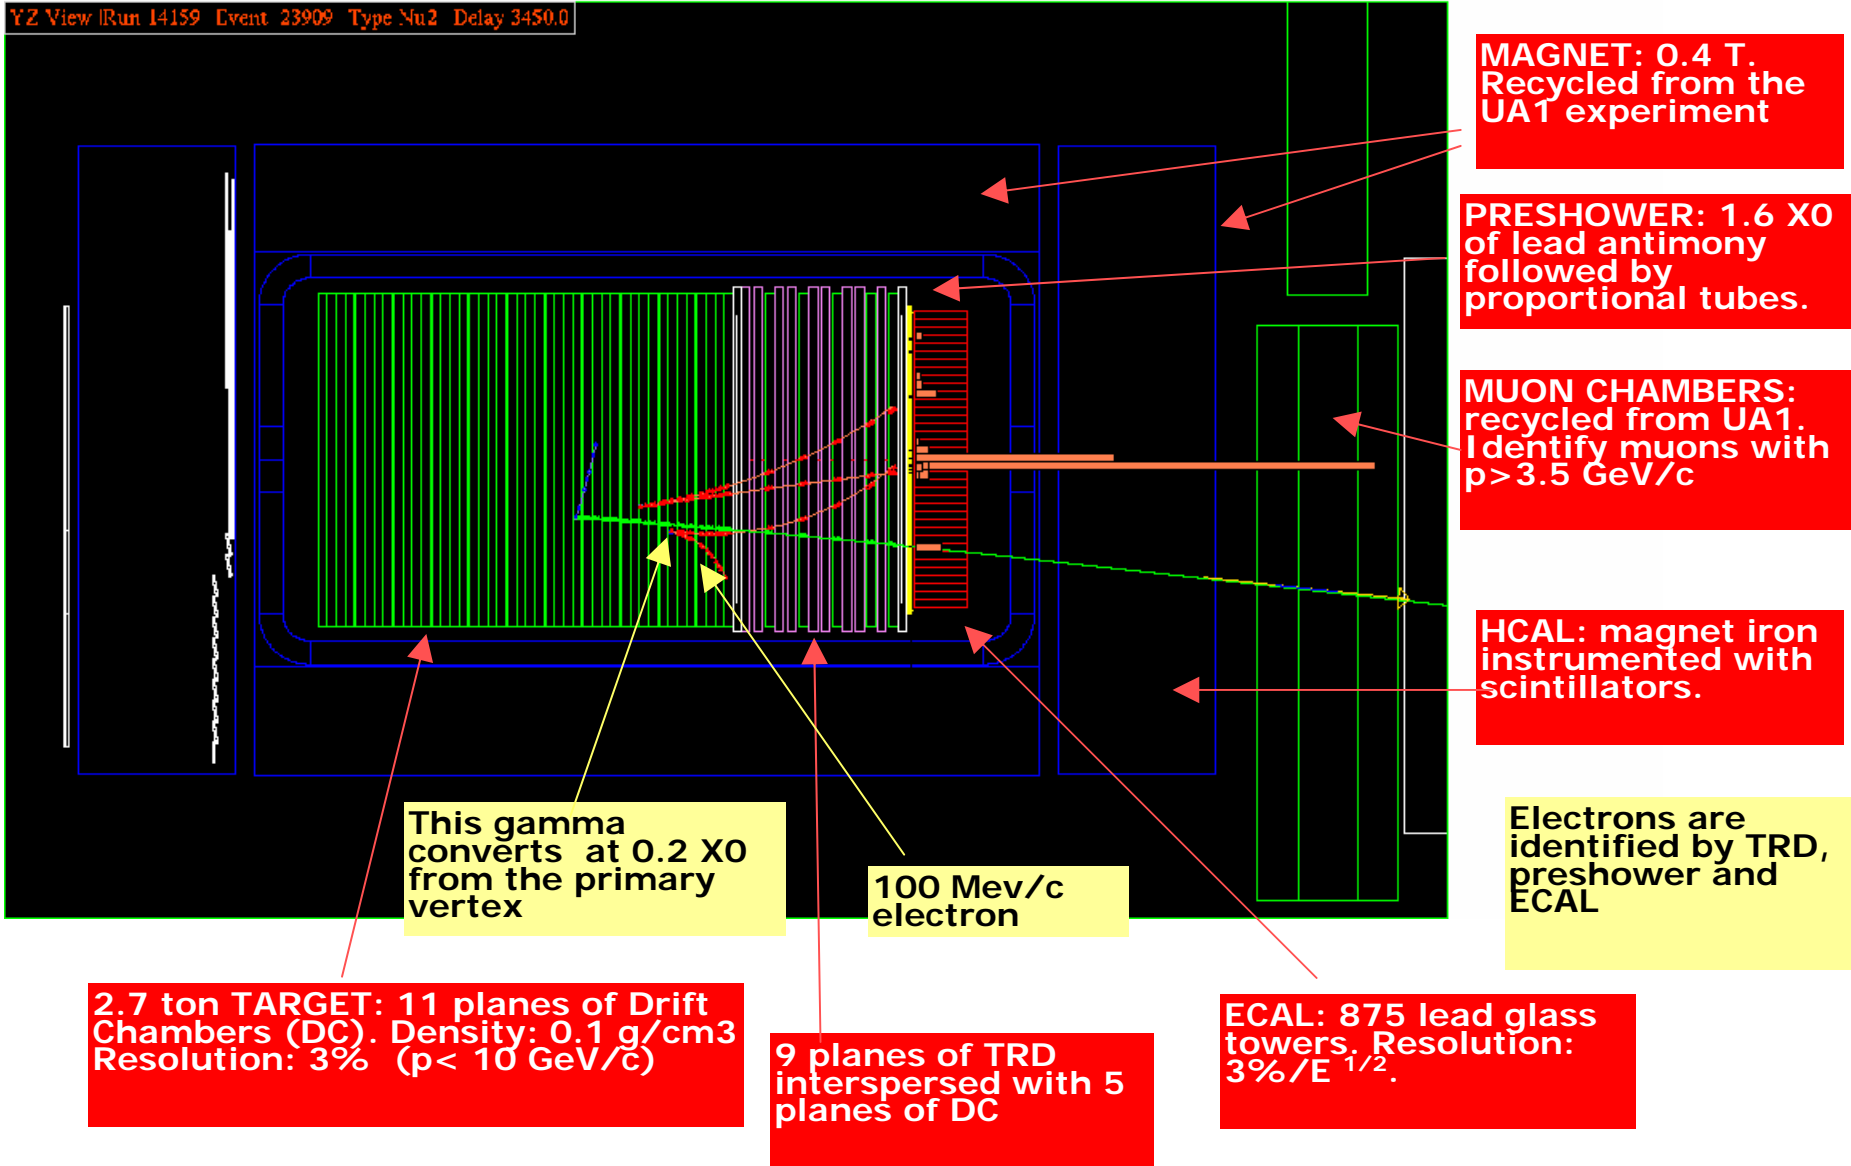 YZ View Run 14159 Event 23909 Type Nu2 Delay 3450.0
MAGNET: 0.4 T.
Recycled from the
UA1 experiment
PRESHOWER: 1.6 X0
of lead antimony
followed by
proportional tubes.
MUON CHAMBERS:
recycled from UA1.
Identify muons with
p>3.5 GeV/c
HCAL: magnet iron
instrumented with
scintillators.
Electrons are
identified by TRD,
preshower and
ECAL
This gamma
converts at 0.2 X0
from the primary
vertex
100 Mev/c
electron
2.7 ton TARGET: 11 planes of Drift
Chambers (DC). Density: 0.1 g/cm3
Resolution: 3% (p< 10 GeV/c)
9 planes of TRD
interspersed with 5
planes of DC
ECAL: 875 lead glass
towers. Resolution:
3%/E 1/2.